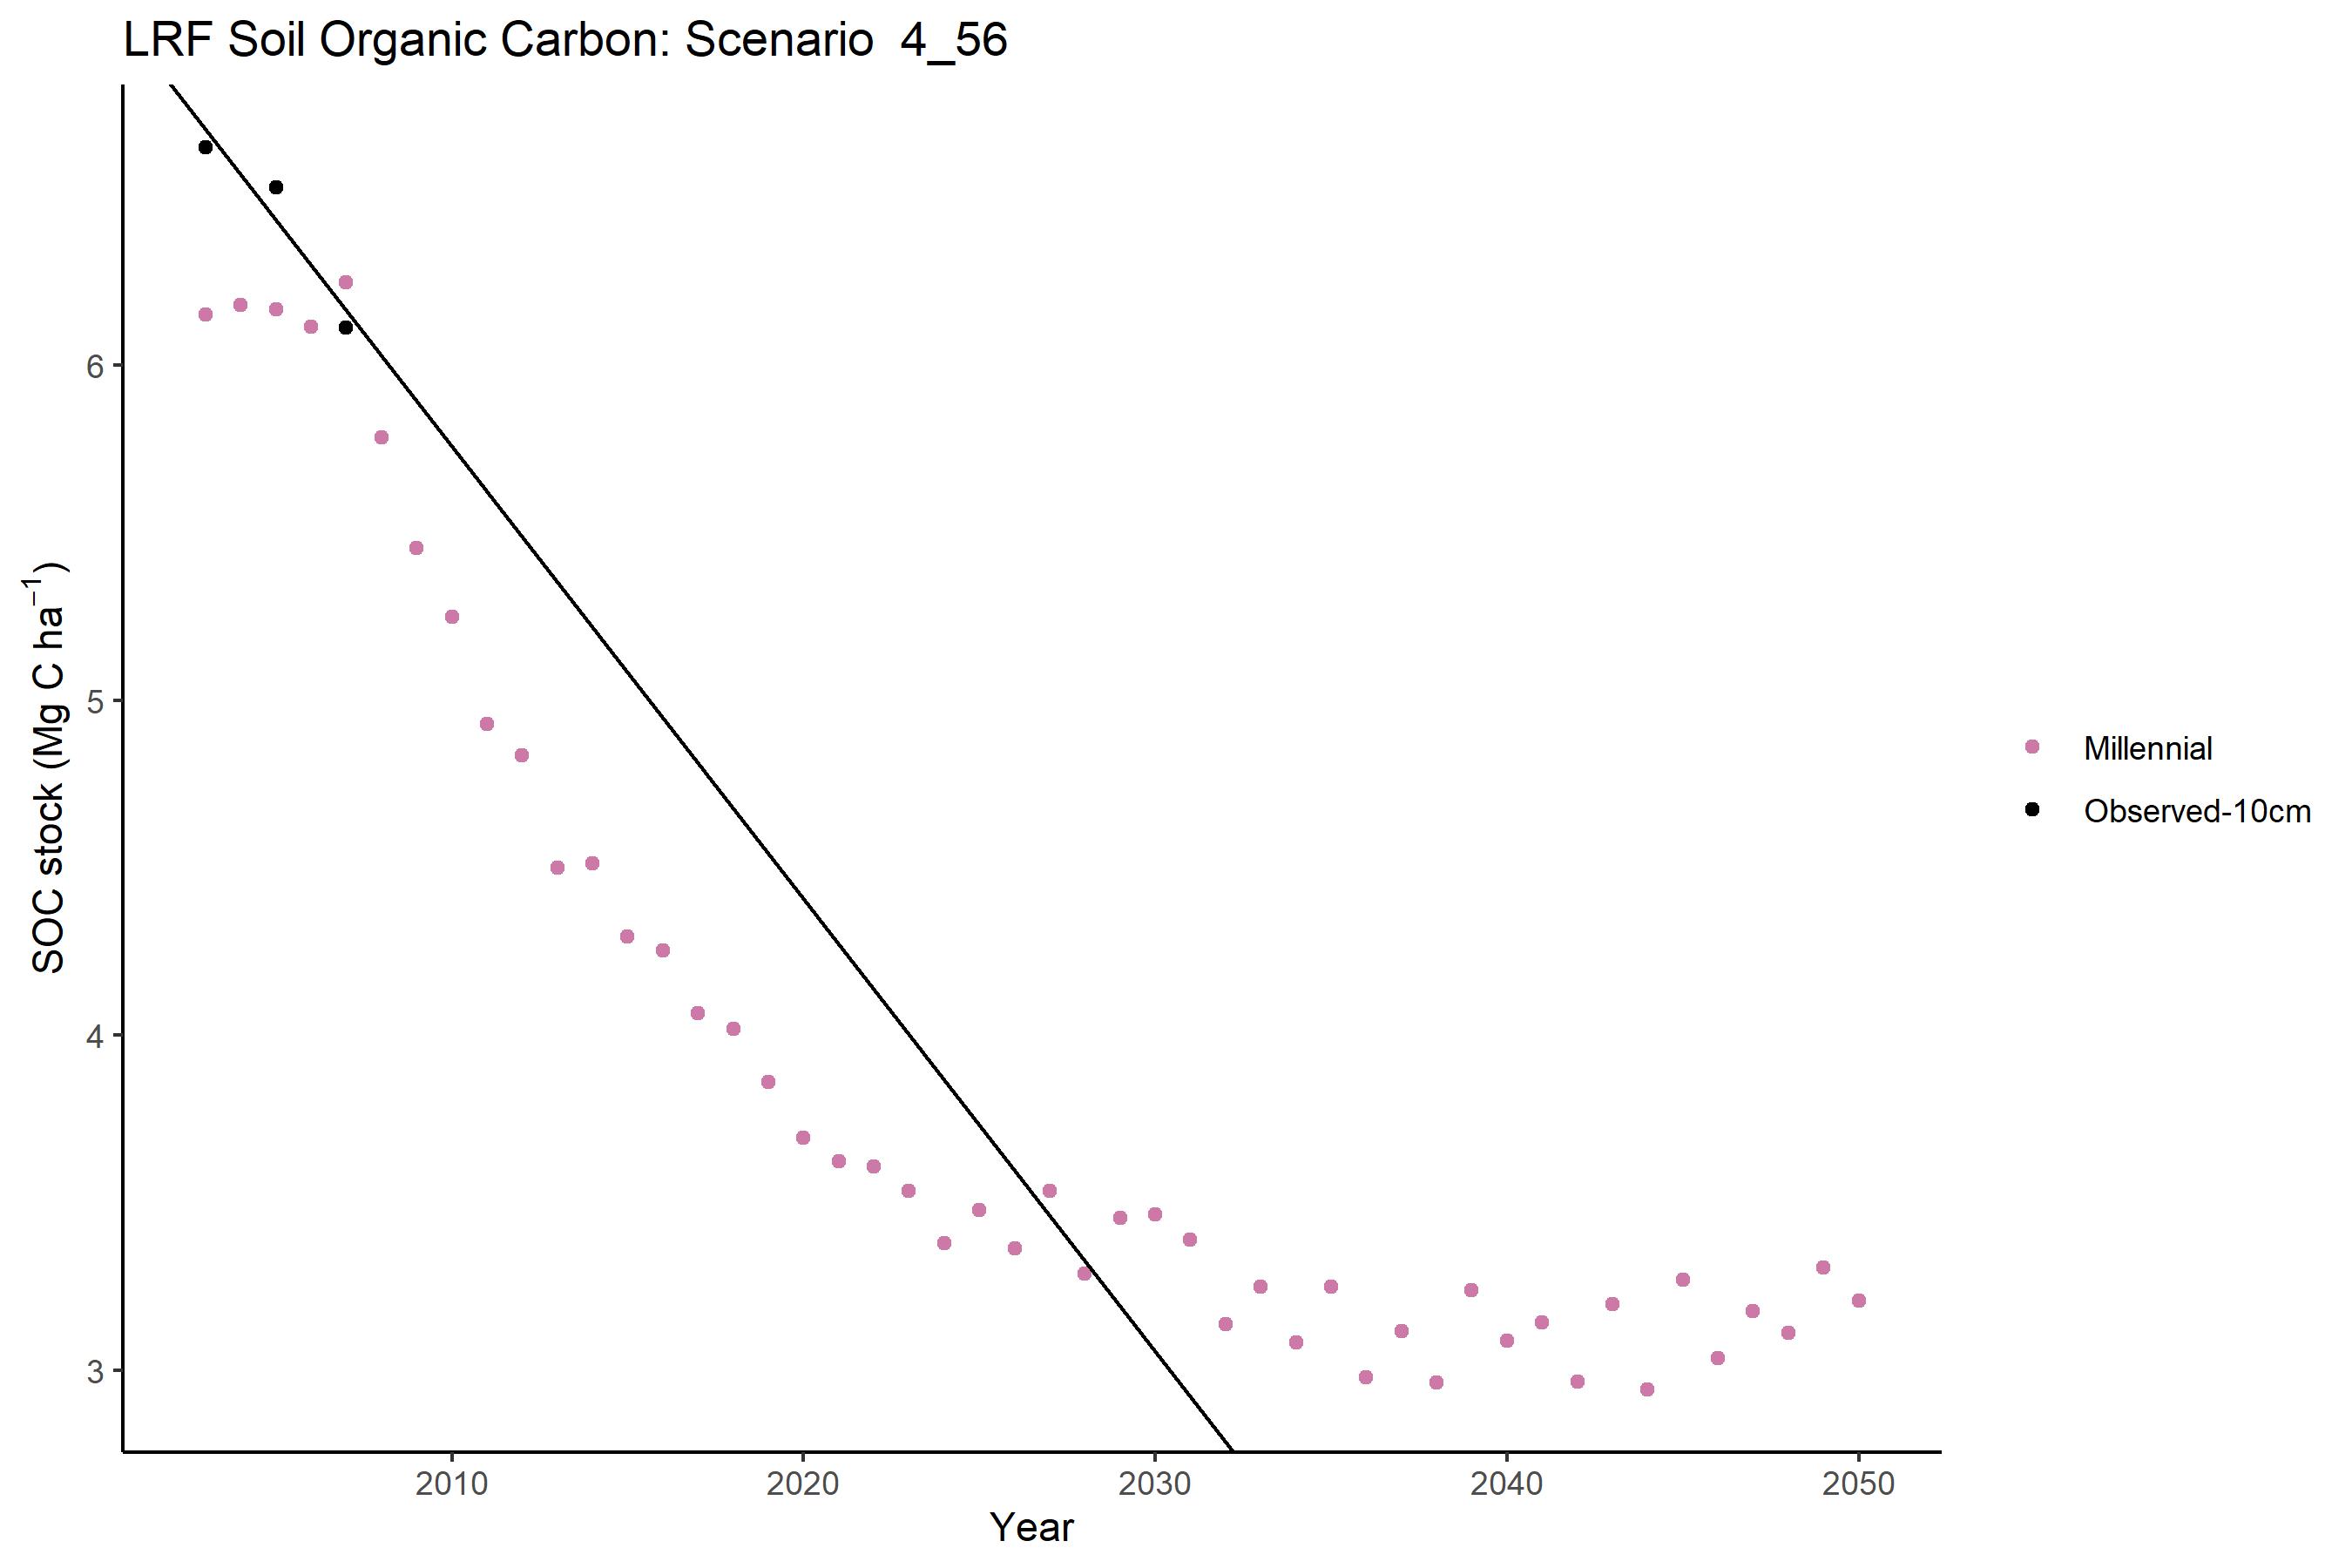 LRF Soil Organic Carbon: Scenario  4_56
SOC stock (Mg C ha⁻¹)
6
5
4
3
2010
2020
2030
2040
2050
Year
Millennial
Observed-10cm